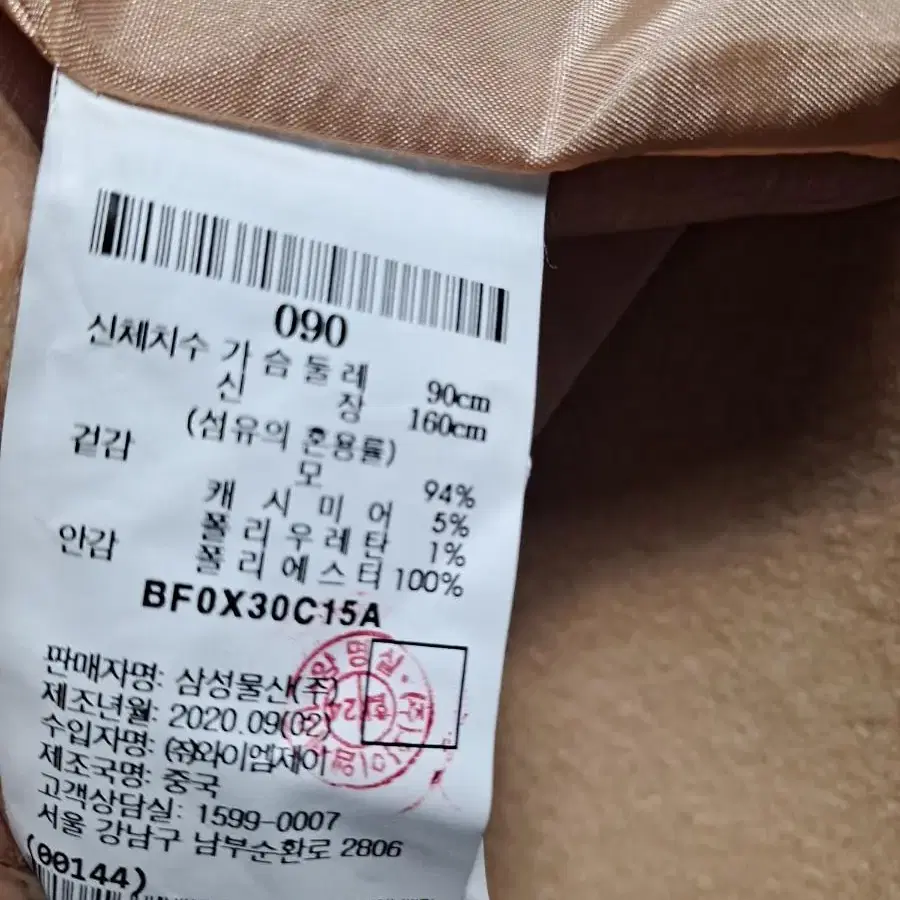 090
신체치수 가슴둘레 90cm
신장 160cm
(섬유의 혼용률)
겉감 모 94%
캐시미어 5%
폴리우레탄 1%
안감 폴리에스터 100%
BF0X30C15A
판매자명: 삼성물산(주)
제조년월: 2020.09(02)
수입자명: (주)와이엠제이
제조국명: 중국
고객상담실: 1599-0007
서울 강남구 남부순환로 2806
(00144)